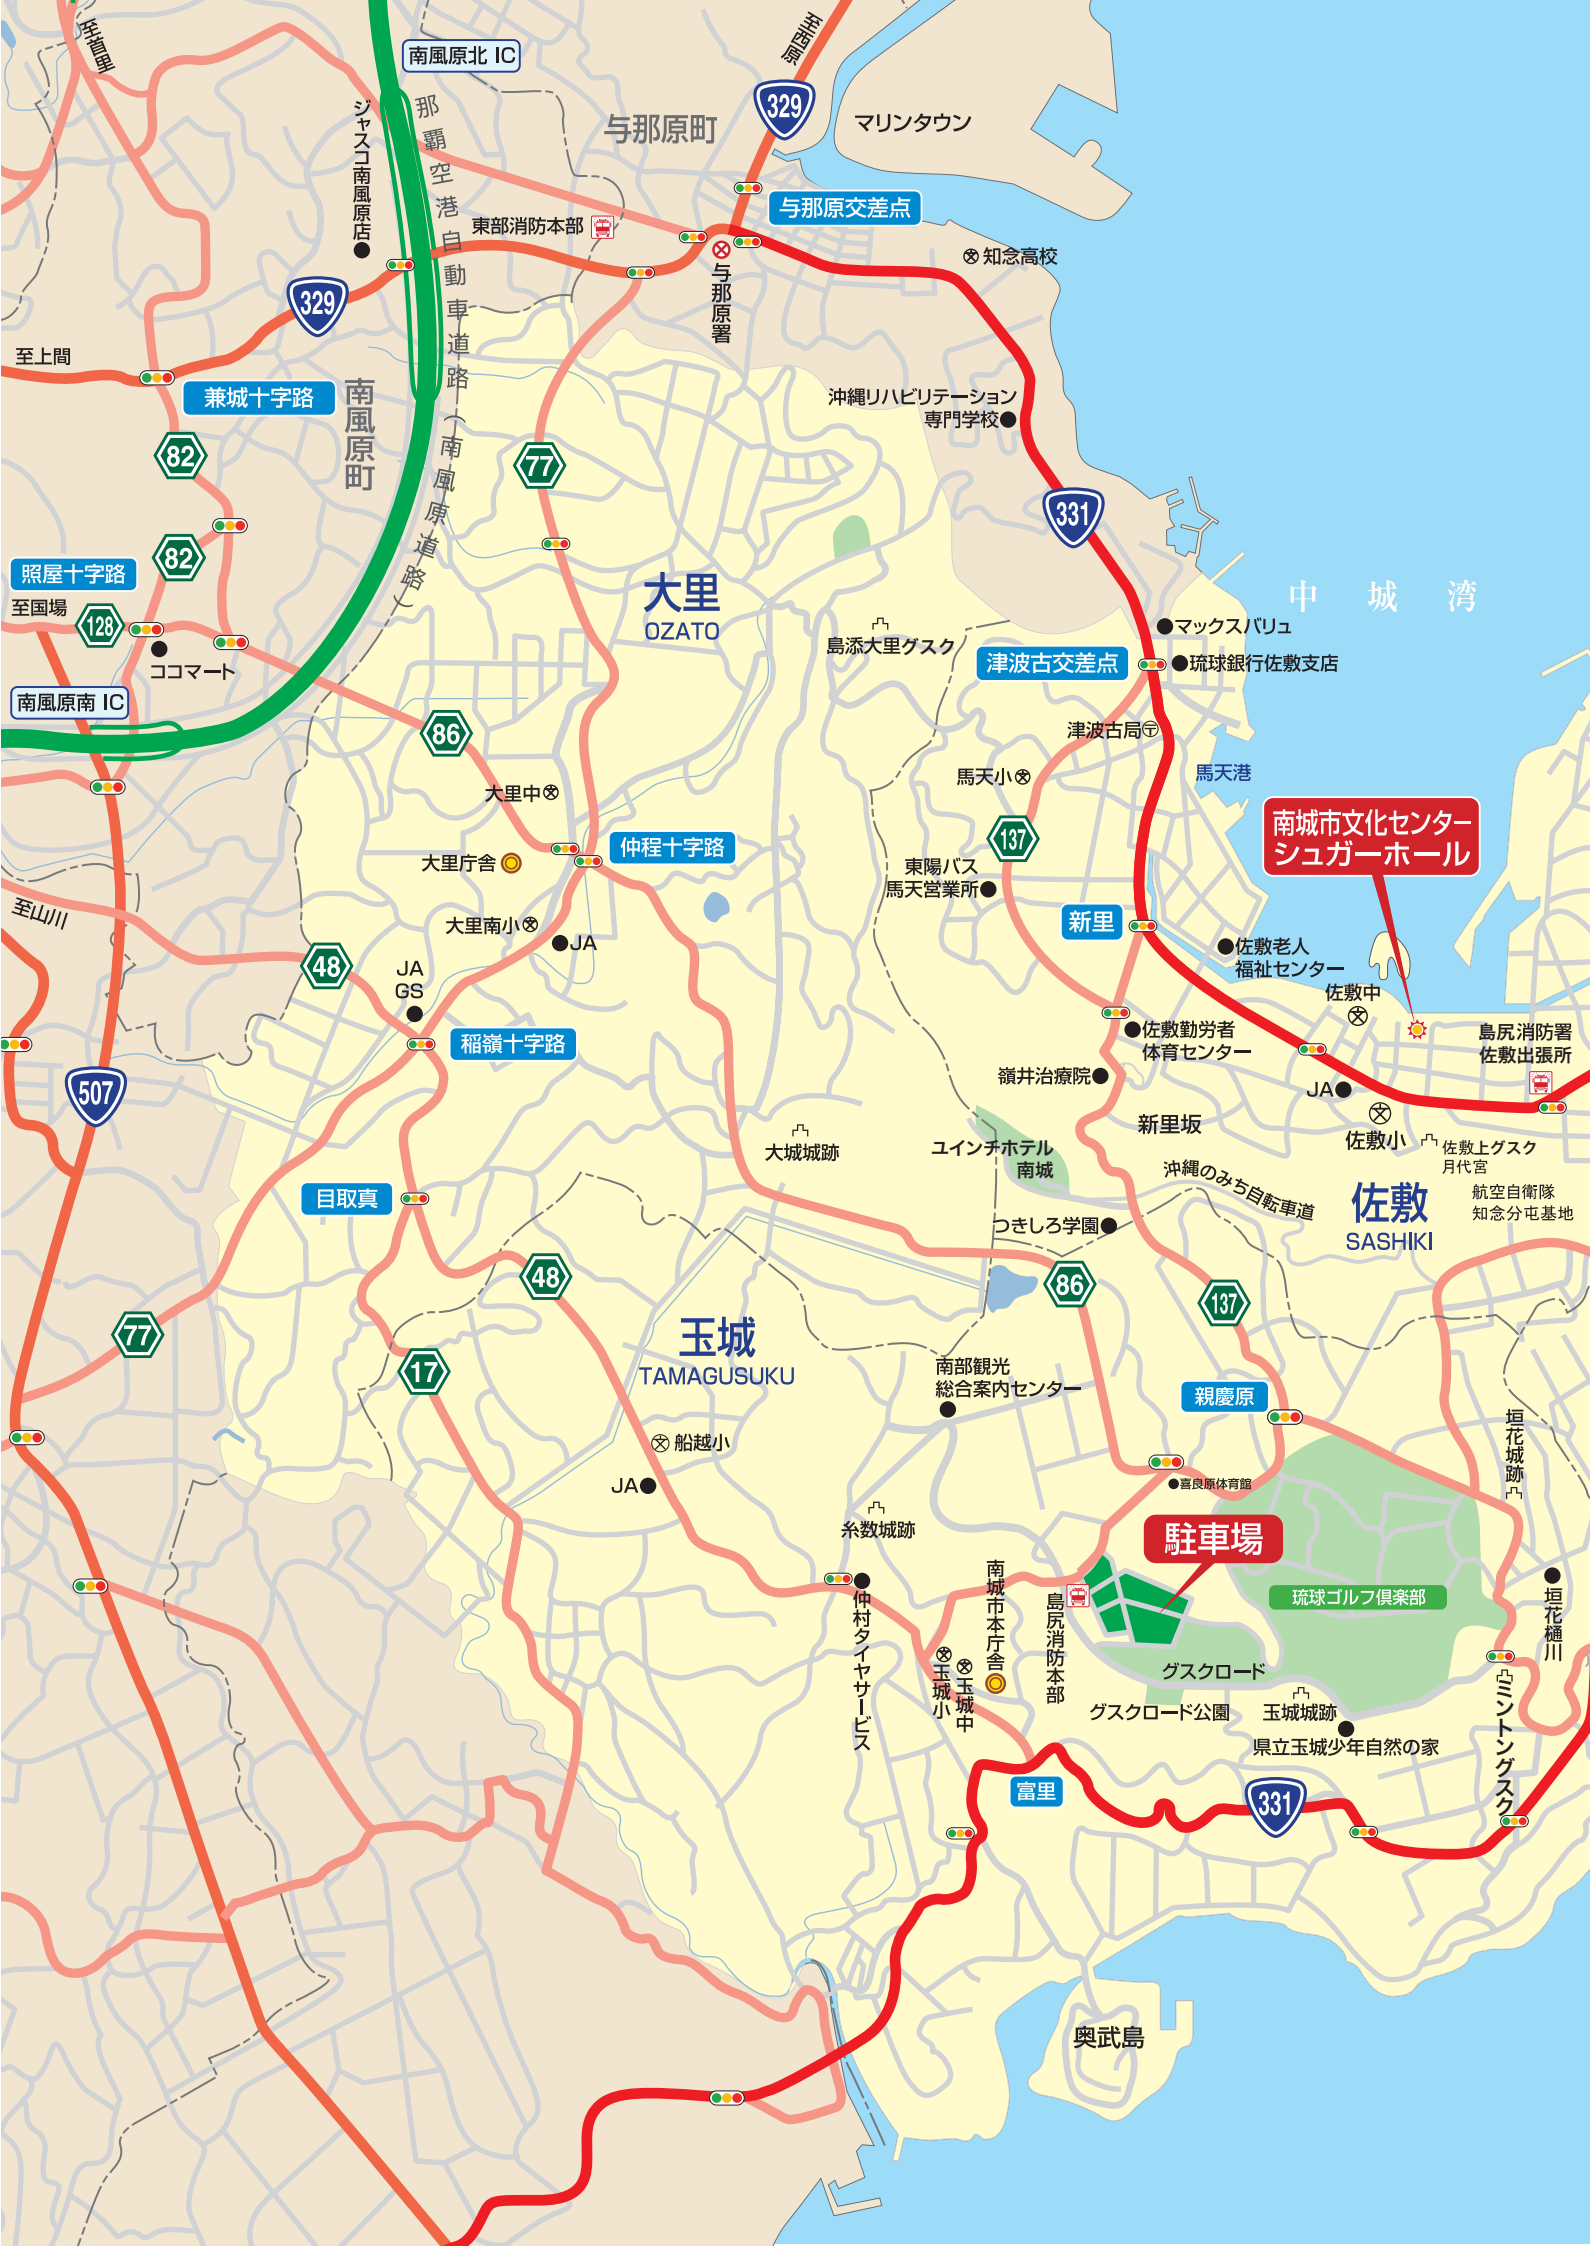 至首里
南風原北 IC
至西原
329
マリンタウン
与那原町
ジャスコ南風原店
那覇空港自動車道路(南風原道路)
与那原交差点
東部消防本部
知念高校
与那原署
329
至上間
兼城十字路
南風原町
沖縄リハビリテーション
専門学校
82
77
331
82
照屋十字路
至国場
128
ココマート
大里
OZATO
中城湾
マックスバリュ
島添大里グスク
津波古交差点
琉球銀行佐敷支店
南風原南 IC
86
津波古局
馬天小
馬天港
大里中
137
南城市文化センター
シュガーホール
仲程十字路
大里庁舎
東陽バス
馬天営業所
至山川
大里南小
JA
新里
佐敷老人
福祉センター
48
JA
GS
佐敷中
稲嶺十字路
佐敷勤労者
体育センター
島尻消防署
佐敷出張所
507
嶺井治療院
JA
新里坂
佐敷小
大城城跡
ユインチホテル
南城
佐敷上グスク
月代宮
沖縄のみち自転車道
目取真
佐敷
SASHIKI
航空自衛隊
知念分屯基地
つきしろ学園
48
86
137
77
玉城
TAMAGUSUKU
17
南部観光
総合案内センター
親慶原
垣花城跡
船越小
JA
喜良原体育館
糸数城跡
駐車場
南城市本庁舎
島尻消防本部
琉球ゴルフ倶楽部
垣花樋川
仲村タイヤサービス
玉城小
玉城中
グスクロード
グスクロード公園
玉城城跡
県立玉城少年自然の家
ミントングスク
富里
331
奥武島